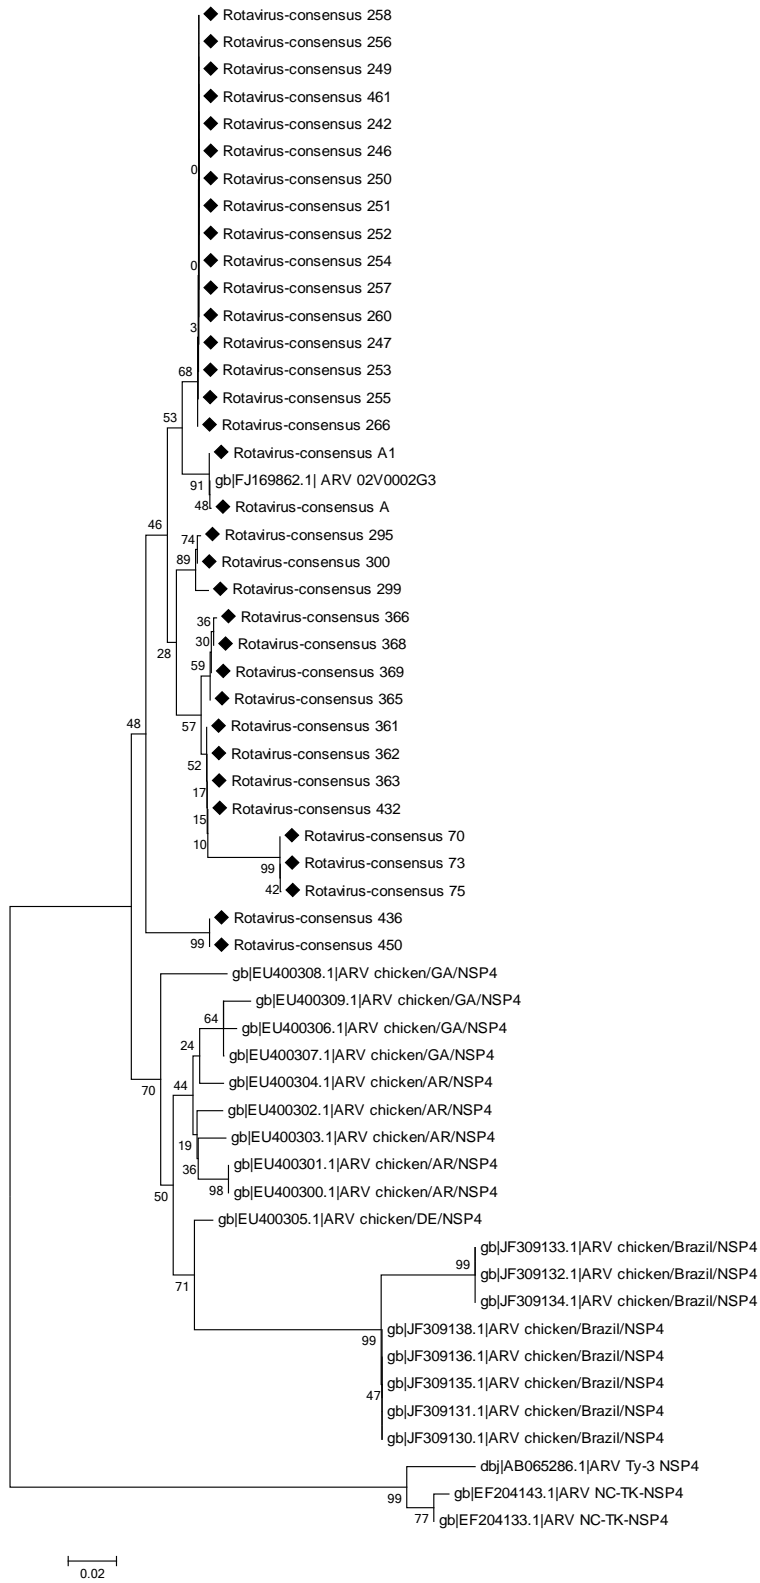 Rotavirus-consensus 258
Rotavirus-consensus 256
Rotavirus-consensus 249
Rotavirus-consensus 461
Rotavirus-consensus 242
Rotavirus-consensus 246
0
Rotavirus-consensus 250
Rotavirus-consensus 251
Rotavirus-consensus 252
Rotavirus-consensus 254
0
Rotavirus-consensus 257
Rotavirus-consensus 260
3
Rotavirus-consensus 247
Rotavirus-consensus 253
68
Rotavirus-consensus 255
53
Rotavirus-consensus 266
Rotavirus-consensus A1
gb|FJ169862.1| ARV 02V0002G3
91
48
Rotavirus-consensus A
46
Rotavirus-consensus 295
74
89
Rotavirus-consensus 300
Rotavirus-consensus 299
Rotavirus-consensus 366
36
30
Rotavirus-consensus 368
28
59
Rotavirus-consensus 369
Rotavirus-consensus 365
48
57
Rotavirus-consensus 361
Rotavirus-consensus 362
52
Rotavirus-consensus 363
17
Rotavirus-consensus 432
15
Rotavirus-consensus 70
10
Rotavirus-consensus 73
99
42
Rotavirus-consensus 75
Rotavirus-consensus 436
99
Rotavirus-consensus 450
gb|EU400308.1|ARV chicken/GA/NSP4
gb|EU400309.1|ARV chicken/GA/NSP4
64
gb|EU400306.1|ARV chicken/GA/NSP4
24
gb|EU400307.1|ARV chicken/GA/NSP4
70
44
gb|EU400304.1|ARV chicken/AR/NSP4
gb|EU400302.1|ARV chicken/AR/NSP4
19
gb|EU400303.1|ARV chicken/AR/NSP4
36
gb|EU400301.1|ARV chicken/AR/NSP4
98
gb|EU400300.1|ARV chicken/AR/NSP4
50
gb|EU400305.1|ARV chicken/DE/NSP4
gb|JF309133.1|ARV chicken/Brazil/NSP4
99
gb|JF309132.1|ARV chicken/Brazil/NSP4
71
gb|JF309134.1|ARV chicken/Brazil/NSP4
gb|JF309138.1|ARV chicken/Brazil/NSP4
99
gb|JF309136.1|ARV chicken/Brazil/NSP4
gb|JF309135.1|ARV chicken/Brazil/NSP4
47
gb|JF309131.1|ARV chicken/Brazil/NSP4
gb|JF309130.1|ARV chicken/Brazil/NSP4
dbj|AB065286.1|ARV Ty-3 NSP4
99
gb|EF204143.1|ARV NC-TK-NSP4
77
gb|EF204133.1|ARV NC-TK-NSP4
0.02